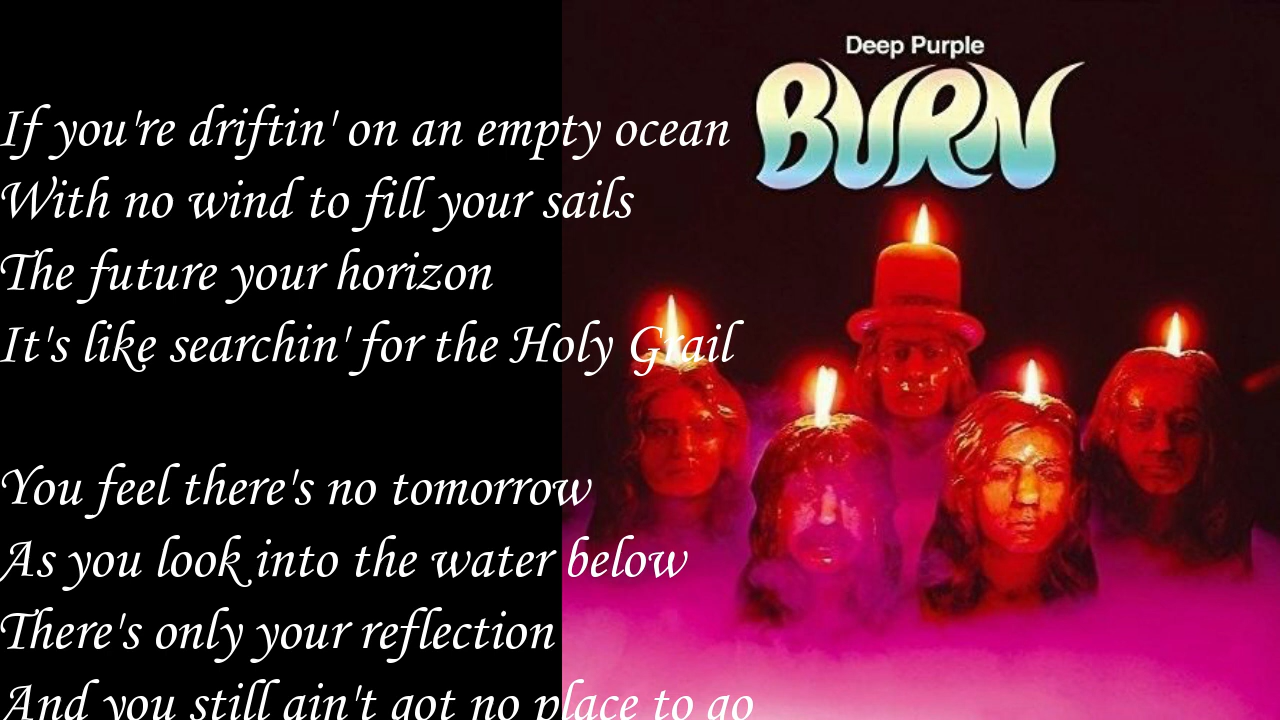 Deep Purple
BURN
If you're driftin' on an empty ocean
With no wind to fill your sails
The future your horizon
It's like searchin' for the Holy Grail
You feel there's no tomorrow
As you look into the water below
There's only your reflection
And you still ain't got no place to go